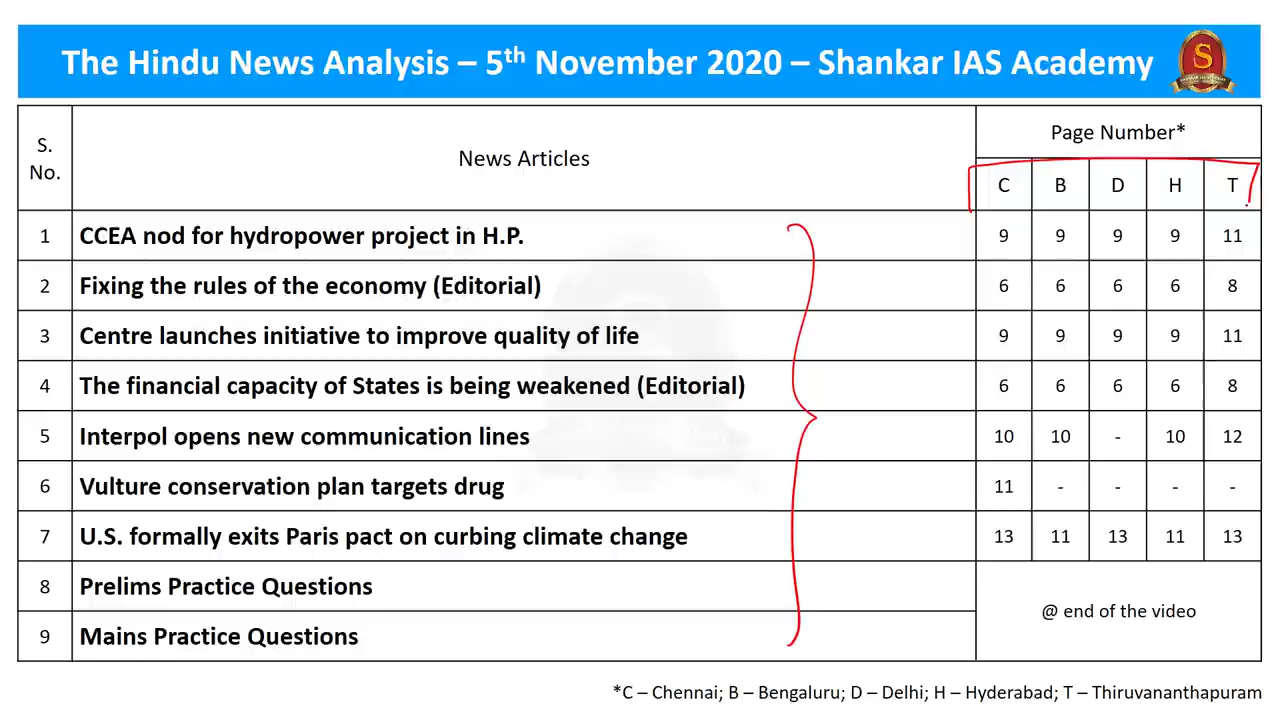 The Hindu News Analysis – 5th November 2020 – Shankar IAS Academy
S
S. No. News Articles Page Number*
C B D H T
1 CCEA nod for hydropower project in H.P. 9 9 9 9 11
2 Fixing the rules of the economy (Editorial) 6 6 6 6 8
3 Centre launches initiative to improve quality of life 9 9 9 9 11
4 The financial capacity of States is being weakened (Editorial) 6 6 6 6 8
5 Interpol opens new communication lines 10 10 - 10 12
6 Vulture conservation plan targets drug 11 - - - -
7 U.S. formally exits Paris pact on curbing climate change 13 11 13 11 13
8 Prelims Practice Questions
@ end of the video
9 Mains Practice Questions
*C – Chennai; B – Bengaluru; D – Delhi; H – Hyderabad; T – Thiruvananthapuram